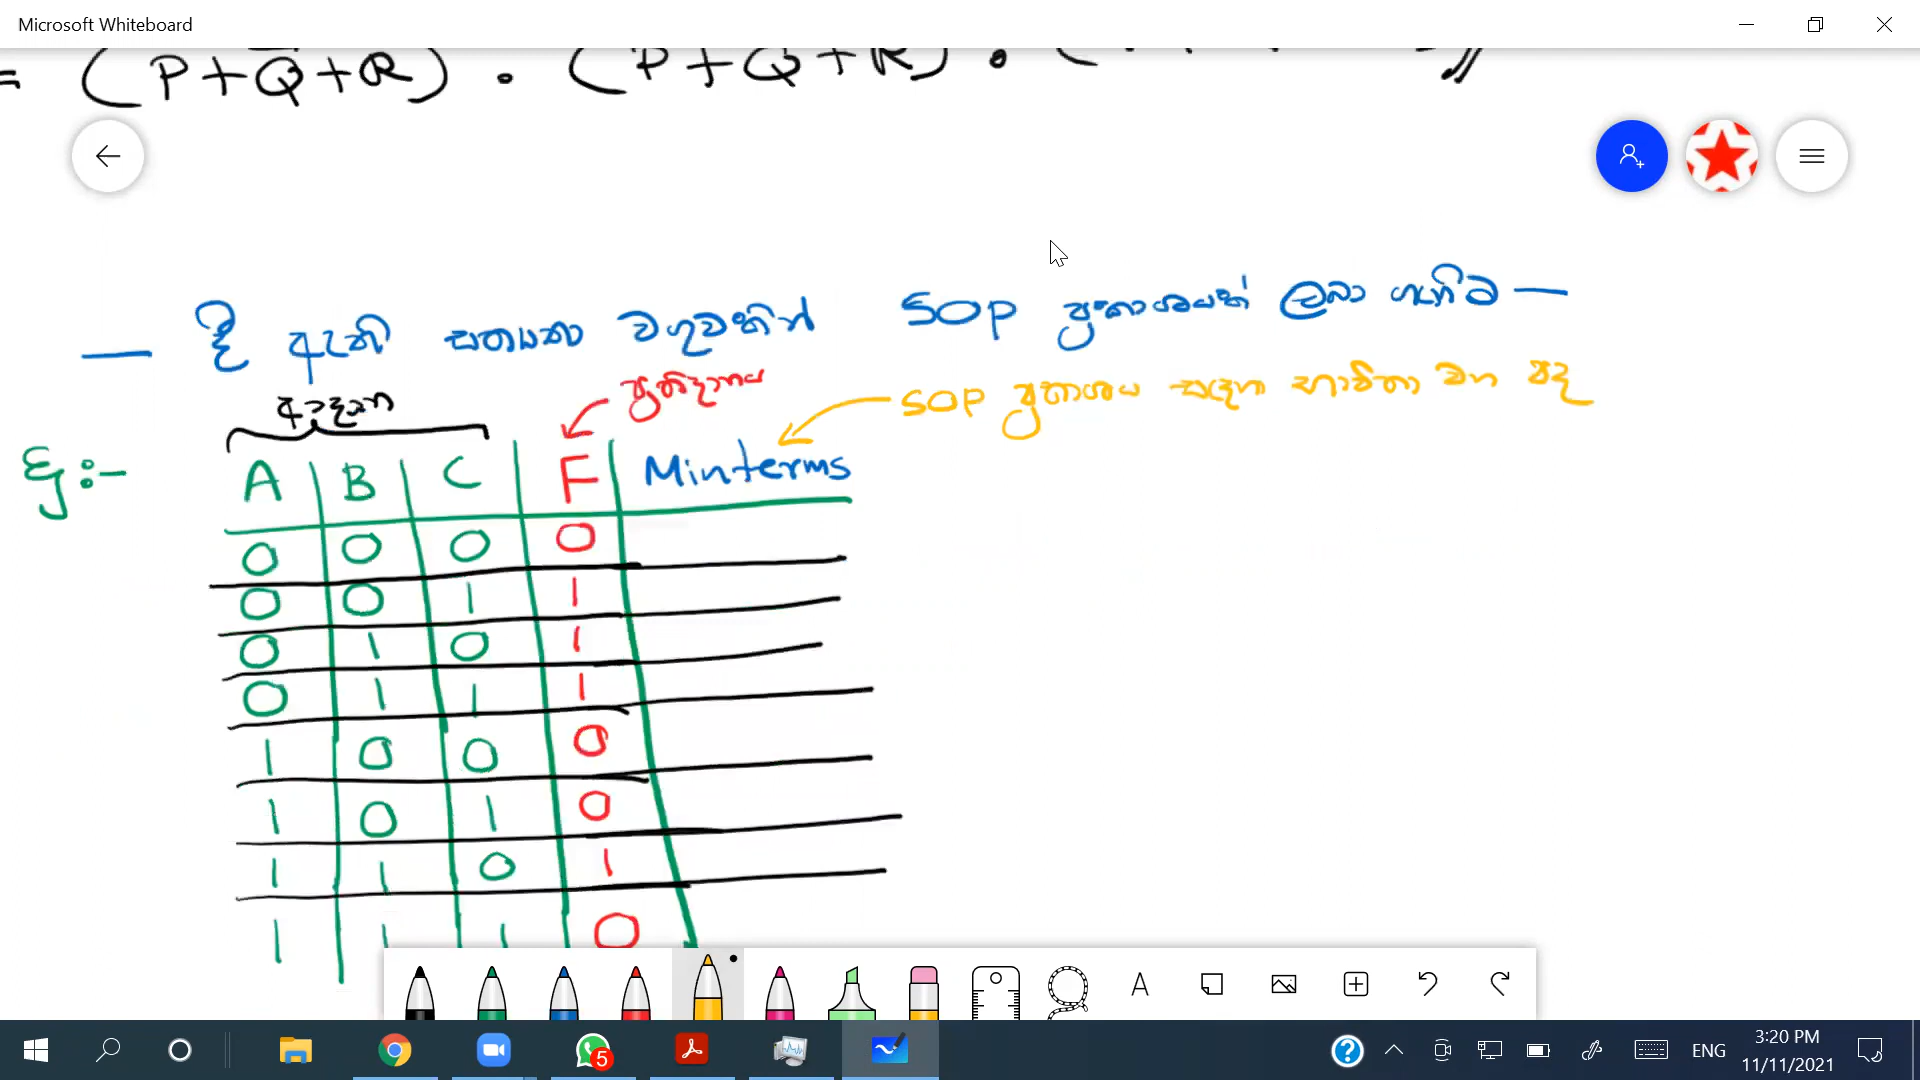 Microsoft Whiteboard
= (P+Q+R) . (P+Q+R) .
— දී ඇති සත්‍යතා වගුවකින් SOP ප්‍රකාශයක් ලබා ගැනීම —
ආදාන
ප්‍රතිදානය
SOP ප්‍රකාශය සඳහා භාවිතා වන පද
උදා :-
A B C F Minterms
0 0 0 0
0 0 1 1
0 1 0 1
0 1 1 1
1 0 0 0
1 0 1 0
1 1 0 1
1 1 1 0
A
5
ENG
3:20 PM
11/11/2021